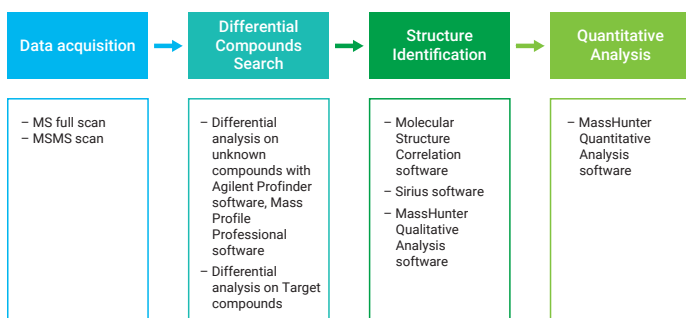 Data acquisition
Differential
Compounds
Search
Structure
Identification
Quantitative
Analysis
– MS full scan
– MSMS scan
– Differential
analysis on
unknown
compounds with
Agilent Profinder
software, Mass
Profile
Professional
software
– Differential
analysis on Target
compounds
– Molecular
Structure
Correlation
software
– Sirius software
– MassHunter
Qualitative
Analysis
software
– MassHunter
Quantitative
Analysis
software